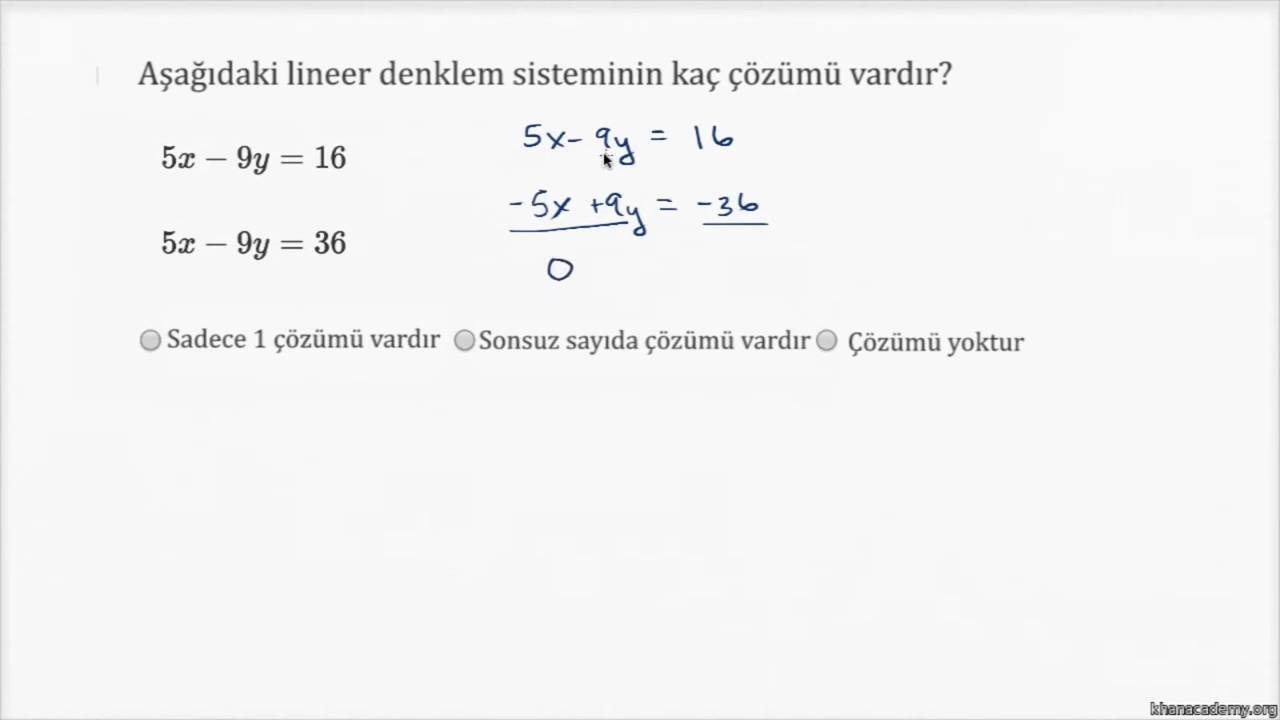 Aşağıdaki lineer denklem sisteminin kaç çözümü vardır?
5x − 9y = 16
5x − 9y = 36
5x - 9y = 16
-5x +9y = -36
0
Sadece 1 çözümü vardır Sonsuz sayıda çözümü vardır Çözümü yoktur
khanacademy.org